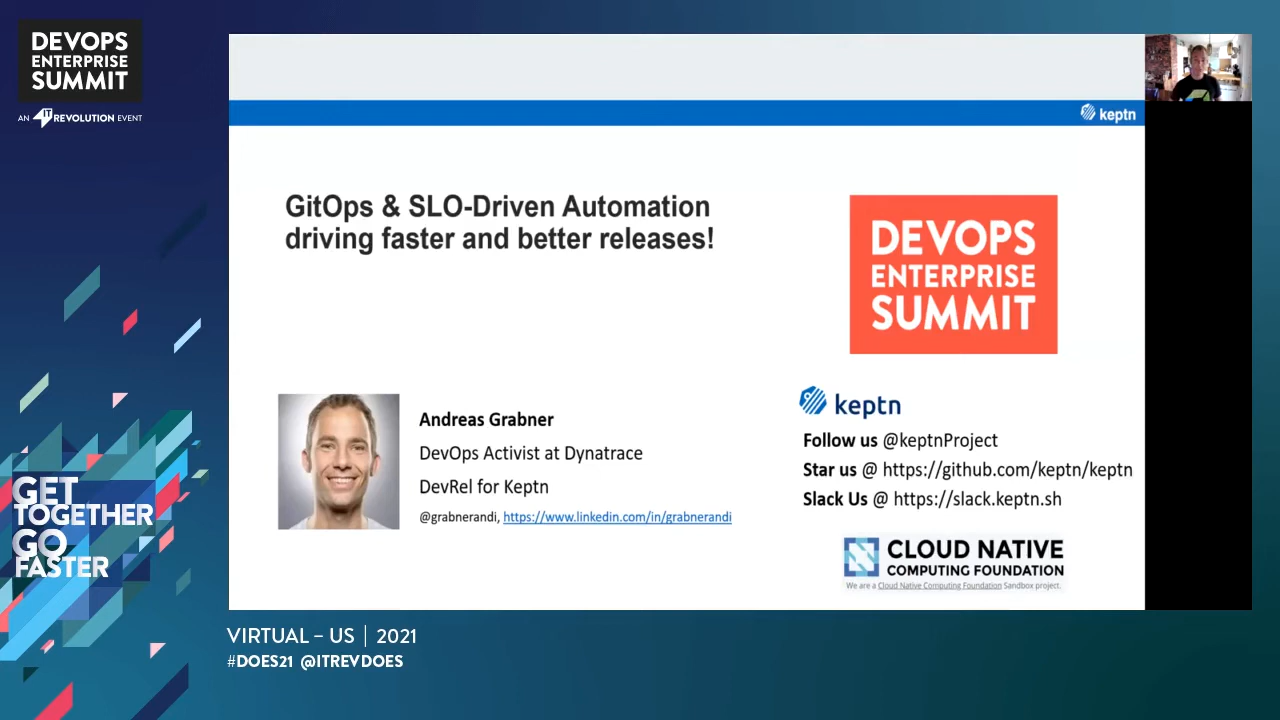 DEVOPS
ENTERPRISE
SUMMIT
AN IT REVOLUTION EVENT
keptn
GitOps & SLO-Driven Automation
driving faster and better releases!
DEVOPS
ENTERPRISE
SUMMIT
Andreas Grabner
DevOps Activist at Dynatrace
DevRel for Keptn
@grabnerandi, https://www.linkedin.com/in/grabnerandi
keptn
Follow us @keptnProject
Star us @ https://github.com/keptn/keptn
Slack Us @ https://slack.keptn.sh
CLOUD NATIVE
COMPUTING FOUNDATION
We are a Cloud Native Computing Foundation Sandbox project.
GET
TOGETHER
GO
FASTER
VIRTUAL – US | 2021
#DOES21 @ITREVDOES